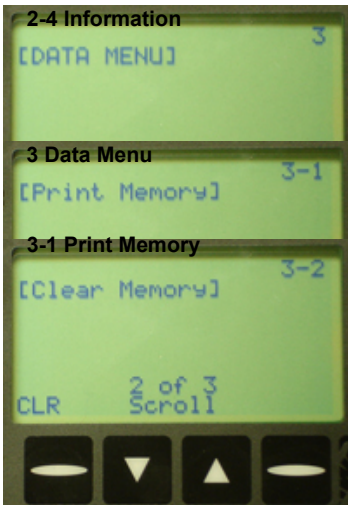 2-4 Information
3
[DATA MENU]
3 Data Menu
3-1
[Print Memory]
3-1 Print Memory
3-2
[Clear Memory]
2 of 3
CLR Scroll